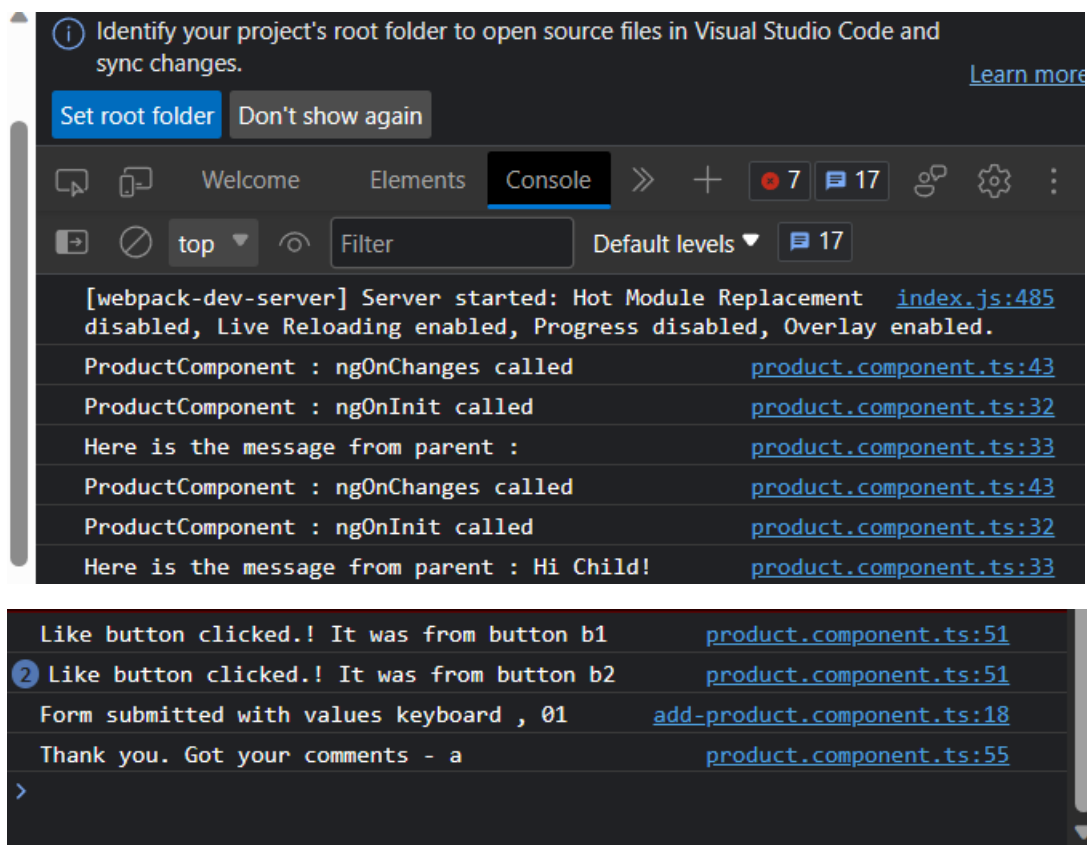 Identify your project's root folder to open source files in Visual Studio Code and
sync changes.
Learn more
Set root folder Don't show again
Welcome Elements Console 7 17
top Filter Default levels 17
[webpack-dev-server] Server started: Hot Module Replacement index.js:485
disabled, Live Reloading enabled, Progress disabled, Overlay enabled.
ProductComponent : ngOnChanges called product.component.ts:43
ProductComponent : ngOnInit called product.component.ts:32
Here is the message from parent : product.component.ts:33
ProductComponent : ngOnChanges called product.component.ts:43
ProductComponent : ngOnInit called product.component.ts:32
Here is the message from parent : Hi Child! product.component.ts:33
Like button clicked.! It was from button b1 product.component.ts:51
2 Like button clicked.! It was from button b2 product.component.ts:51
Form submitted with values keyboard , 01 add-product.component.ts:18
Thank you. Got your comments - a product.component.ts:55